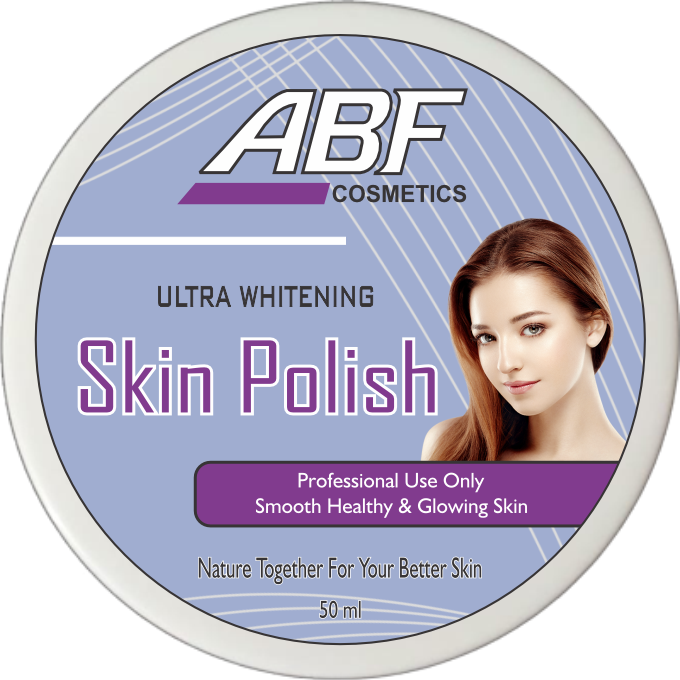 ABF
COSMETICS
ULTRA WHITENING
Skin Polish
Professional Use Only
Smooth Healthy & Glowing Skin
Nature Together For Your Better Skin
50 ml